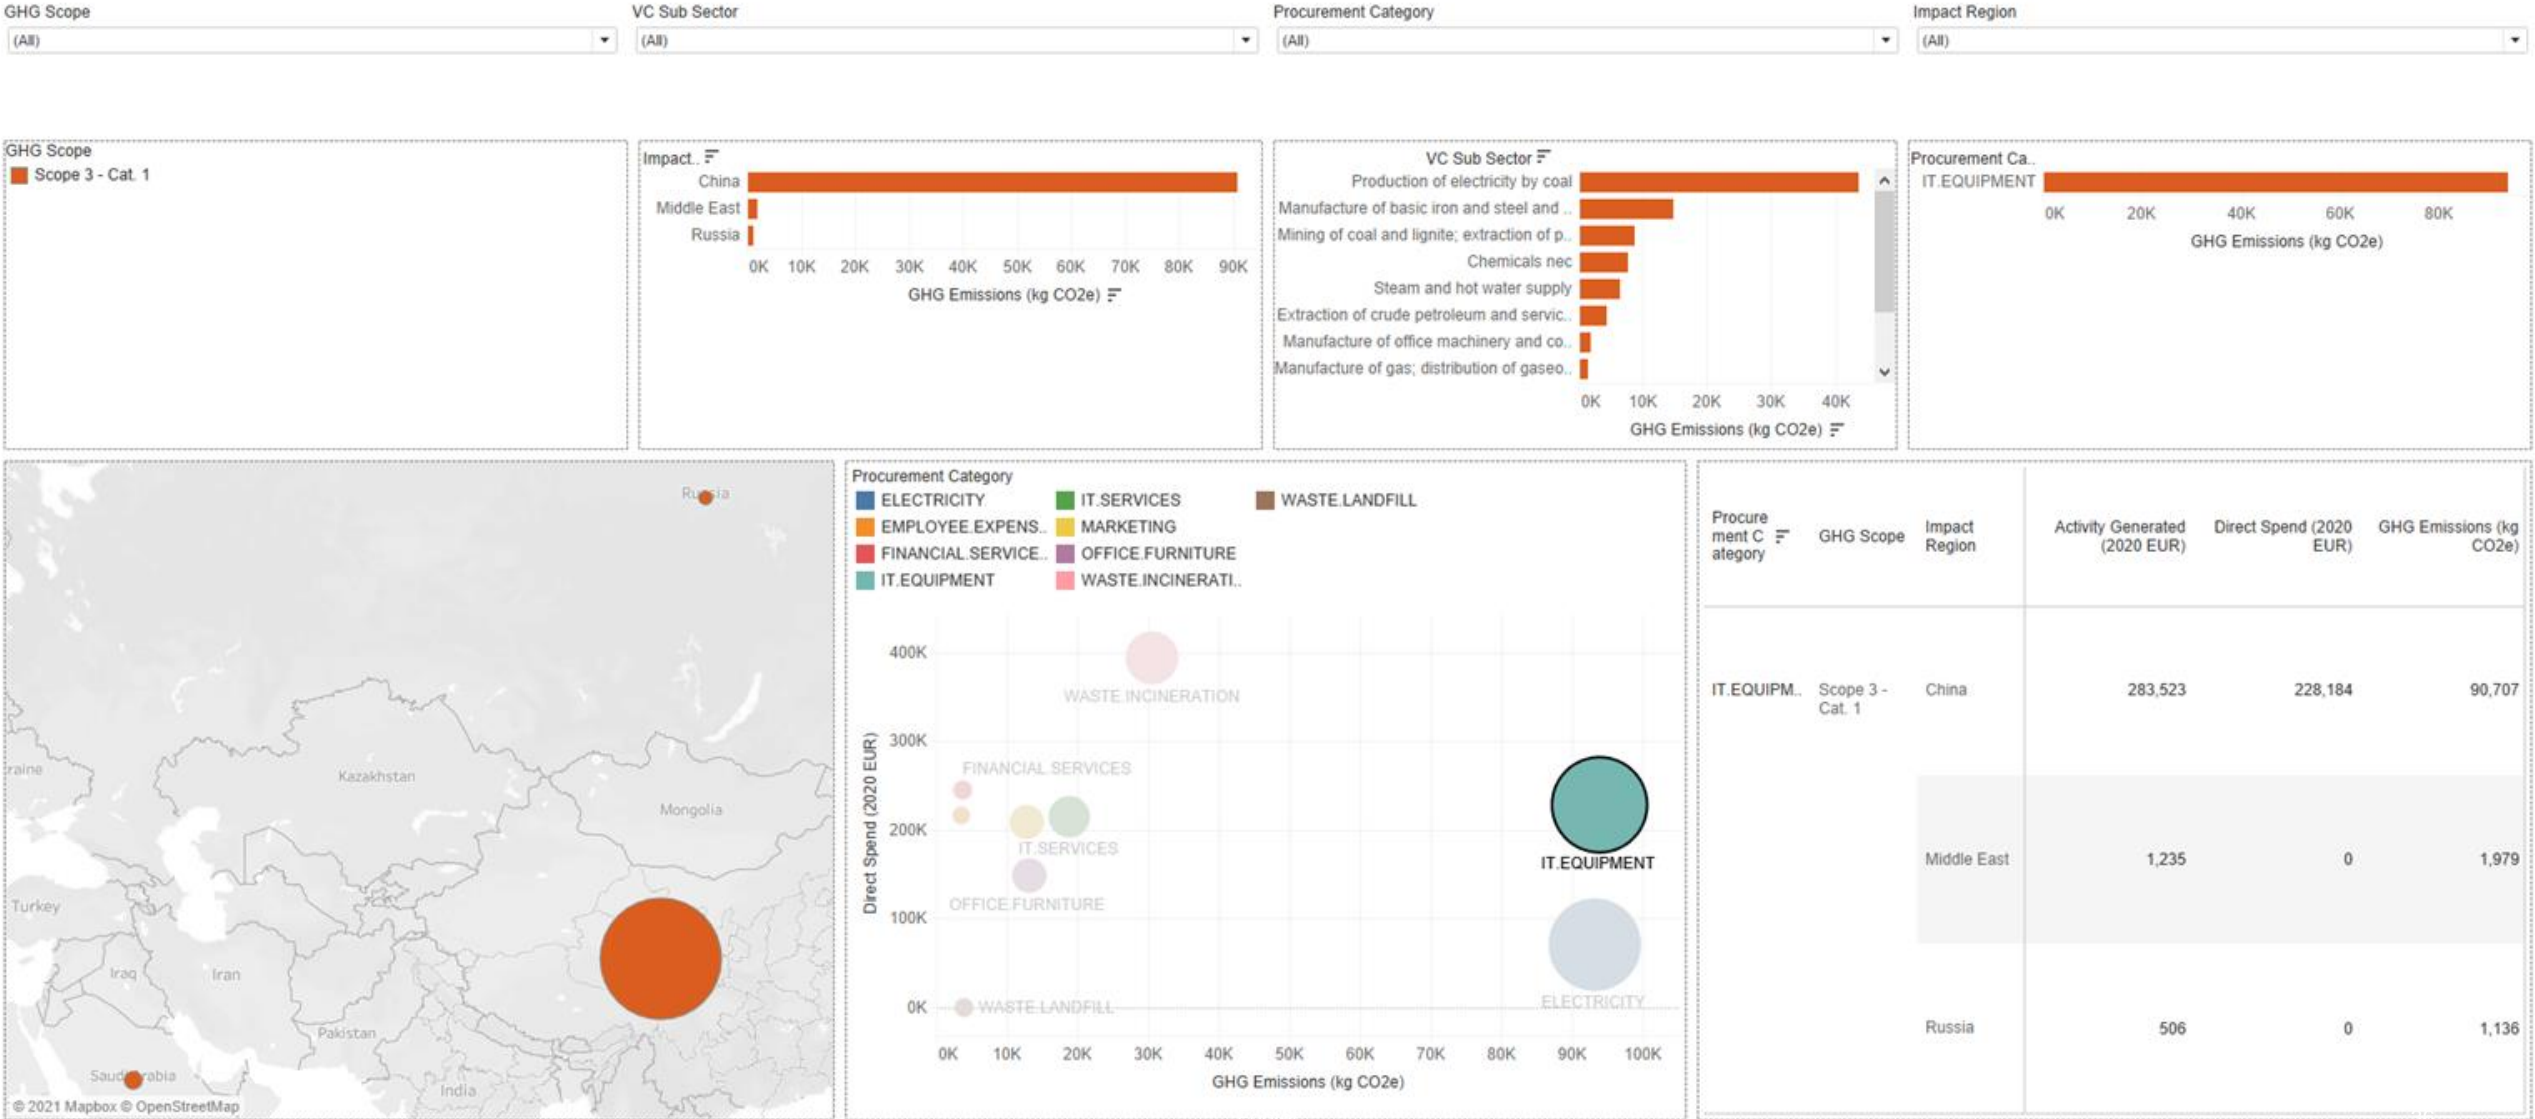 GHG Scope
(All)
VC Sub Sector
(All)
Procurement Category
(All)
Impact Region
(All)
GHG Scope
Scope 3 - Cat. 1
Impact..
China
Middle East
Russia
0K 10K 20K 30K 40K 50K 60K 70K 80K 90K
GHG Emissions (kg CO2e)
VC Sub Sector
Production of electricity by coal
Manufacture of basic iron and steel and ..
Mining of coal and lignite; extraction of p..
Chemicals nec
Steam and hot water supply
Extraction of crude petroleum and servic..
Manufacture of office machinery and co..
Manufacture of gas; distribution of gaseo..
0K 10K 20K 30K 40K
GHG Emissions (kg CO2e)
Procurement Ca..
IT.EQUIPMENT
0K 20K 40K 60K 80K
GHG Emissions (kg CO2e)
Russia
raine
Kazakhstan
Mongolia
Turkey
Iraq
Iran
Pakistan
Saudi Arabia
India
© 2021 Mapbox © OpenStreetMap
Procurement Category
ELECTRICITY
EMPLOYEE.EXPENS..
FINANCIAL.SERVICE..
IT.EQUIPMENT
IT.SERVICES
MARKETING
OFFICE.FURNITURE
WASTE.INCINERATI..
WASTE.LANDFILL
Direct Spend (2020 EUR)
400K
300K
200K
100K
0K
WASTE.INCINERATION
FINANCIAL.SERVICES
IT.SERVICES
IT.EQUIPMENT
OFFICE.FURNITURE
ELECTRICITY
WASTE.LANDFILL
0K 10K 20K 30K 40K 50K 60K 70K 80K 90K 100K
GHG Emissions (kg CO2e)
Procure
ment C
ategory
GHG Scope
Impact
Region
Activity Generated
(2020 EUR)
Direct Spend (2020
EUR)
GHG Emissions (kg
CO2e)
IT.EQUIPM..
Scope 3 -
Cat. 1
China 283,523 228,184 90,707
Middle East 1,235 0 1,979
Russia 506 0 1,136